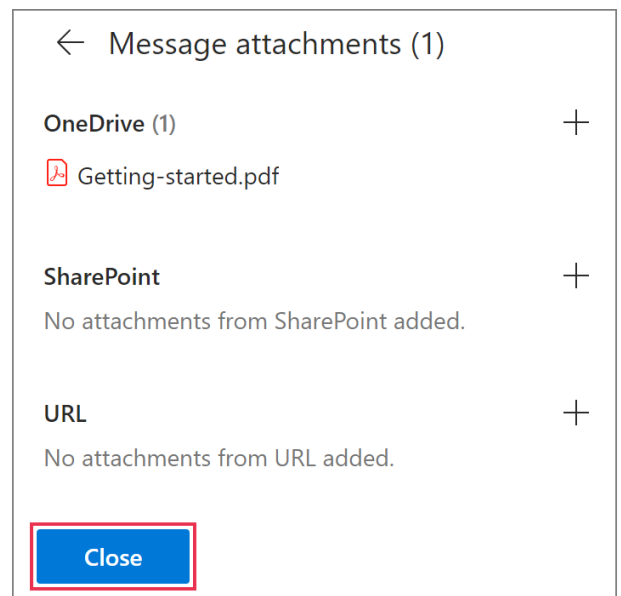 Message attachments (1)
OneDrive (1)
Getting-started.pdf
SharePoint
No attachments from SharePoint added.
URL
No attachments from URL added.
Close